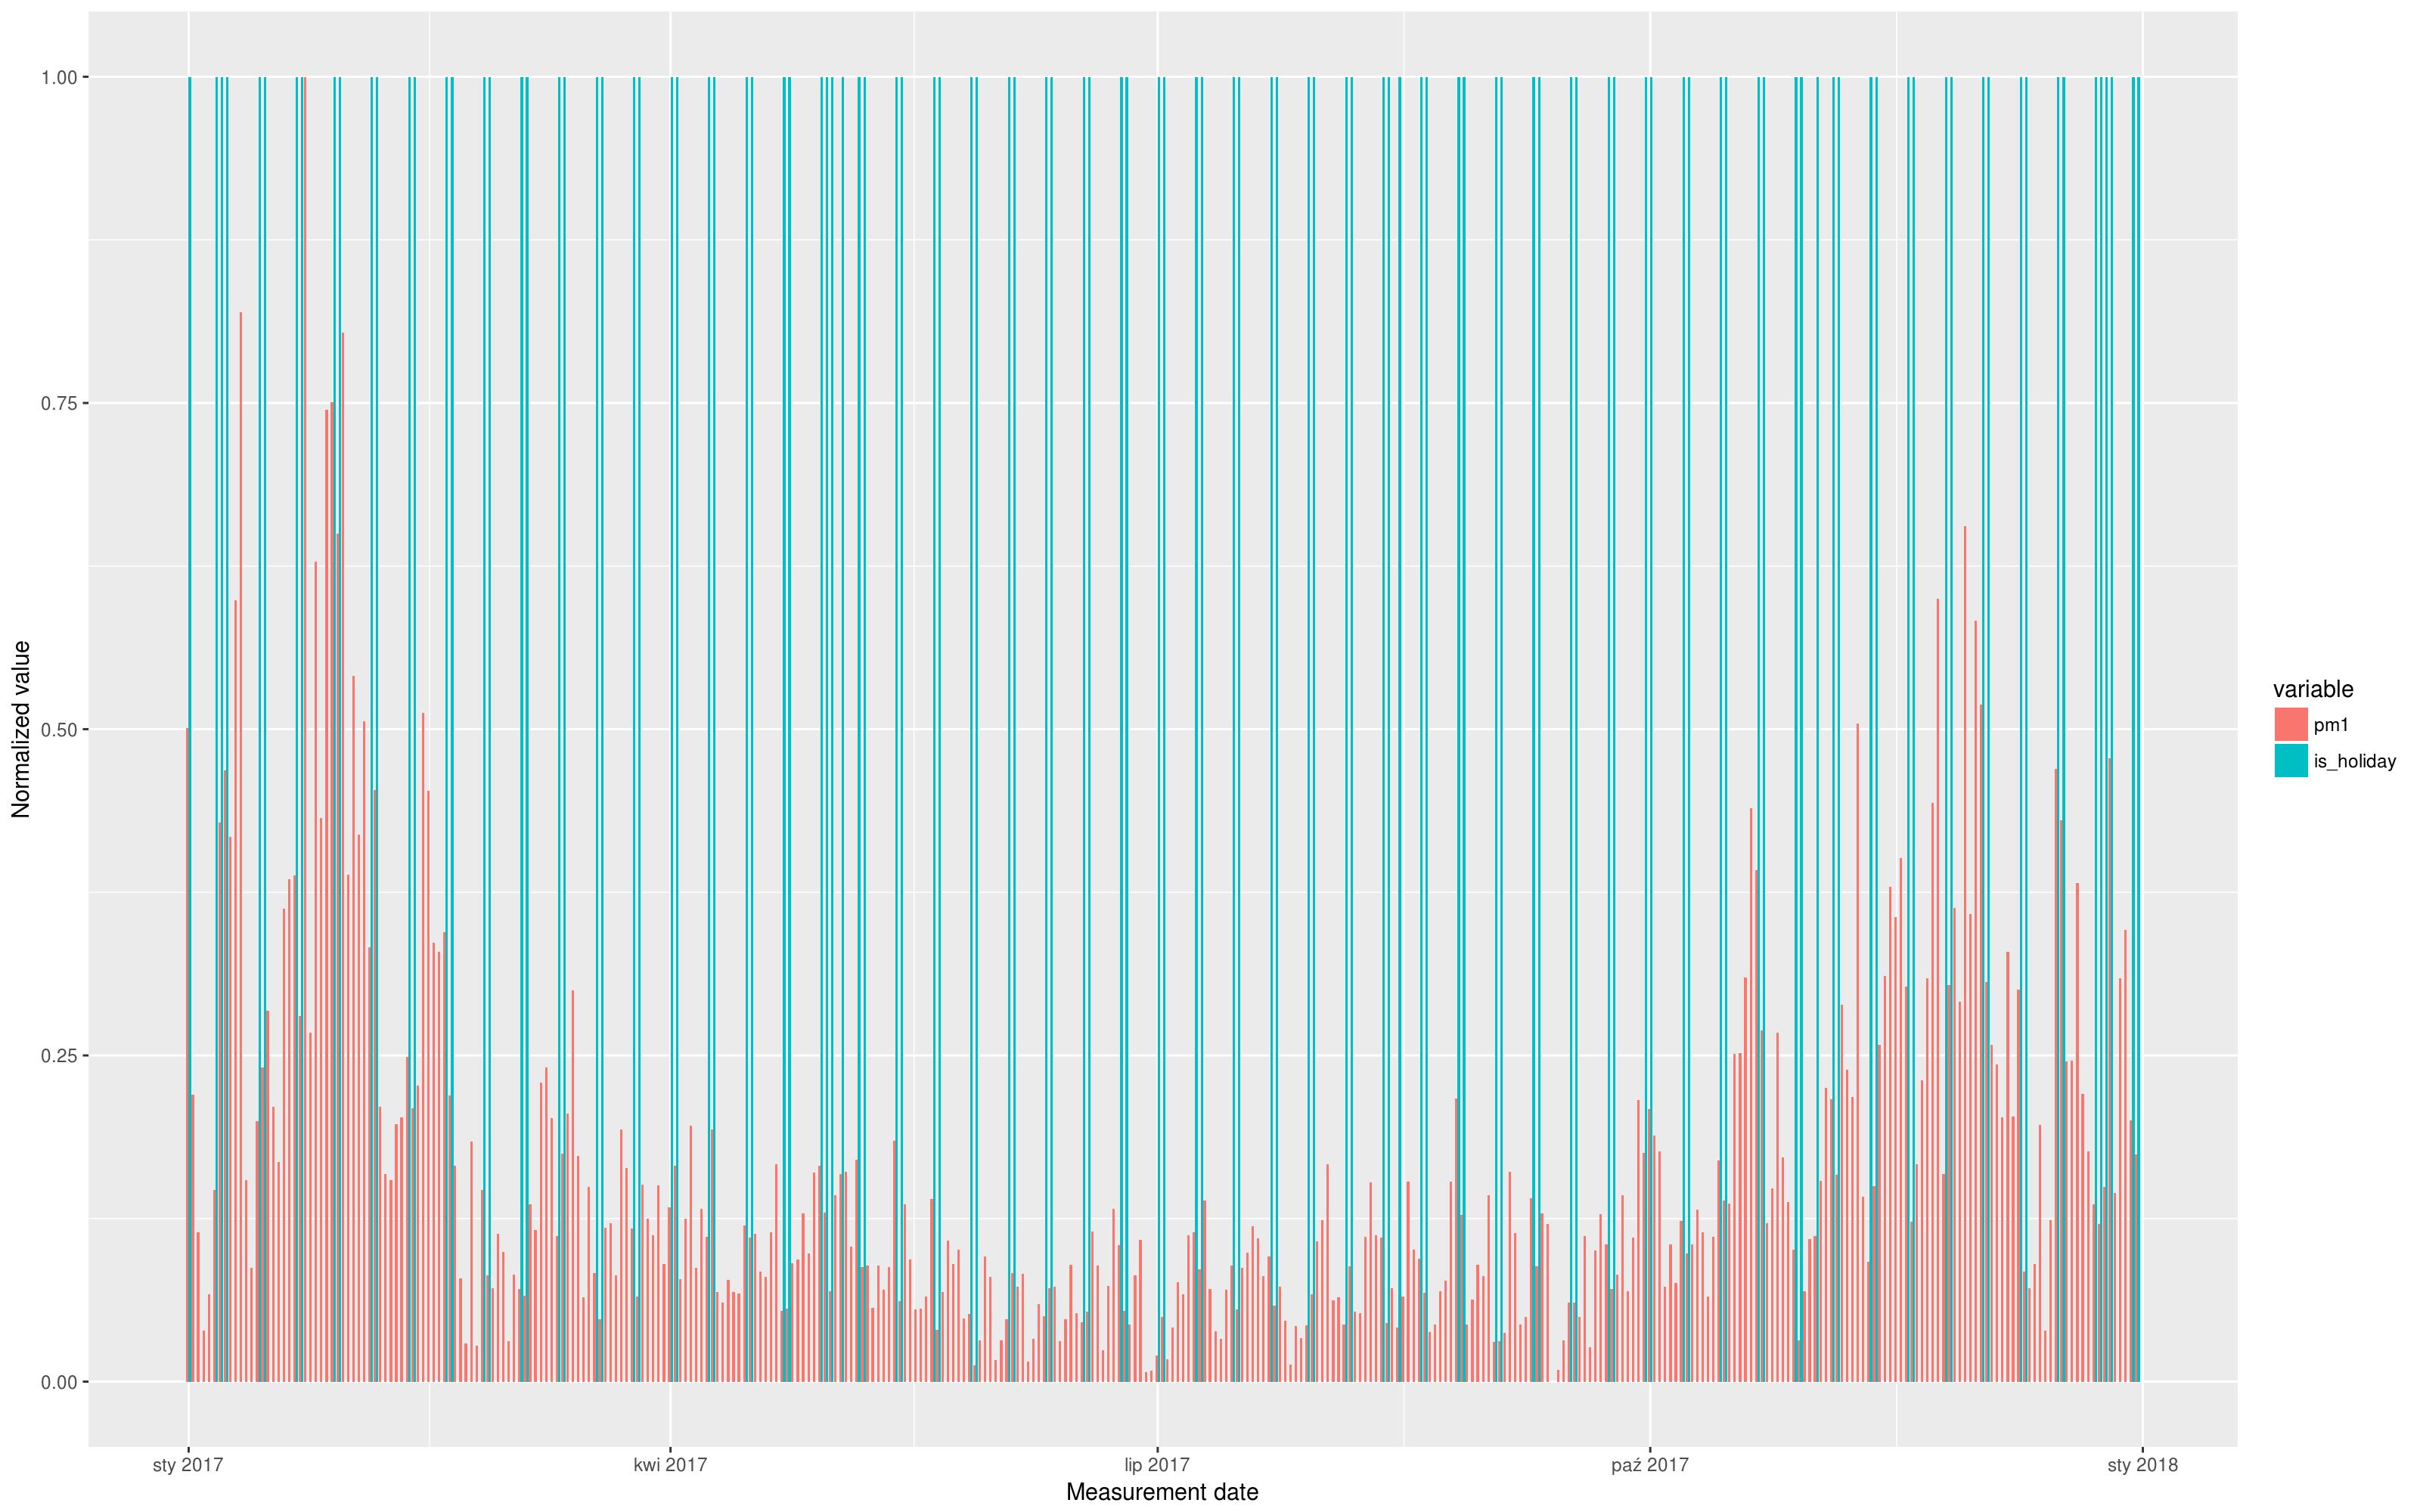 1.00
0.75
0.50
0.25
0.00
Normalized value
sty 2017
kwi 2017
lip 2017
paź 2017
sty 2018
Measurement date
variable
pm1
is_holiday